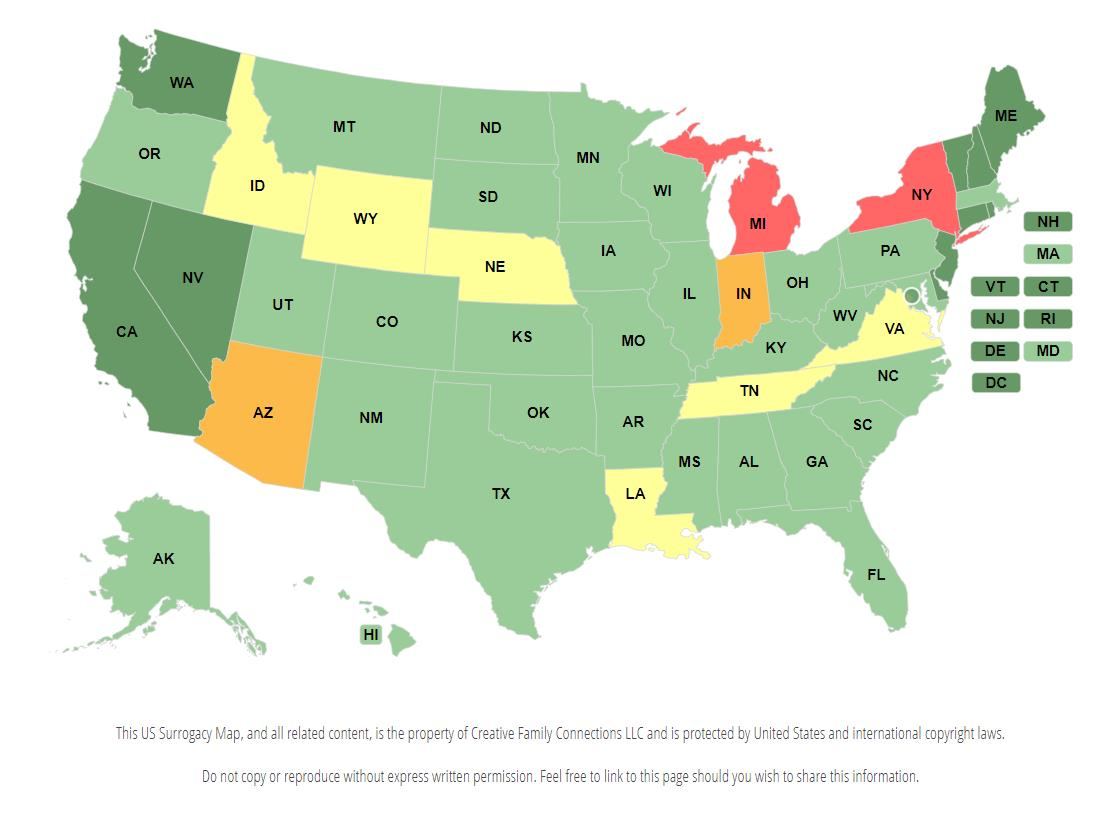 WA
ME
MT
ND
OR
MN
ID
SD
WI
NY
WY
MI
NH
IA
PA
MA
NE
NV
OH
VT CT
IL
IN
UT
WV
NJ RI
CO
VA
CA
KS
MO
KY
DE MD
NC
DC
TN
AZ
OK
NM
AR
SC
MS
AL
GA
TX
LA
AK
FL
HI
This US Surrogacy Map, and all related content, is the property of Creative Family Connections LLC and is protected by United States and international copyright laws.
Do not copy or reproduce without express written permission. Feel free to link to this page should you wish to share this information.